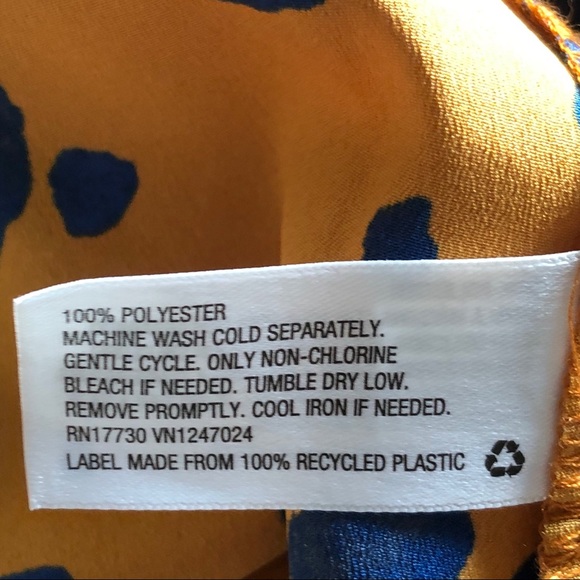 100% POLYESTER
MACHINE WASH COLD SEPARATELY.
GENTLE CYCLE. ONLY NON-CHLORINE
BLEACH IF NEEDED. TUMBLE DRY LOW.
REMOVE PROMPTLY. COOL IRON IF NEEDED.
RN17730 VN1247024
LABEL MADE FROM 100% RECYCLED PLASTIC